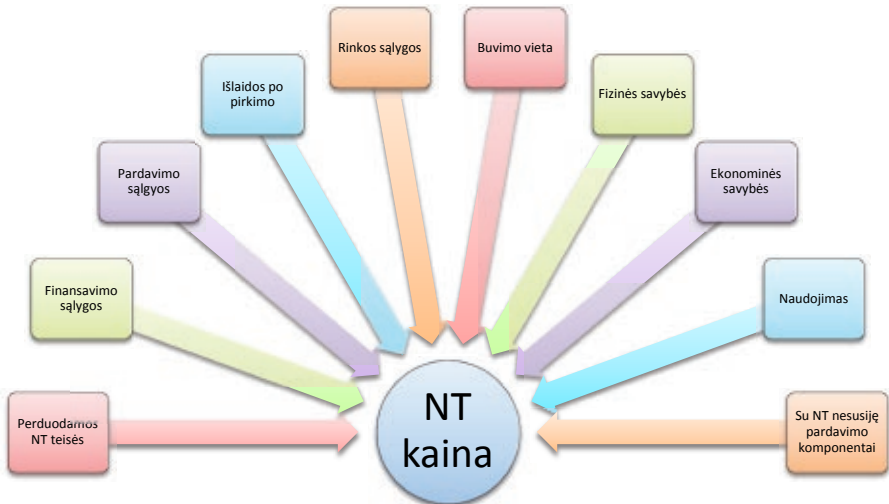 Rinkos sąlygos
Buvimo vieta
Išlaidos po
pirkimo
Fizinės savybės
Pardavimo
sąlgyos
Ekonominės
savybės
Finansavimo
sąlygos
Naudojimas
Perduodamos
NT teisės
NT
kaina
Su NT nesusiję
pardavimo
komponentai